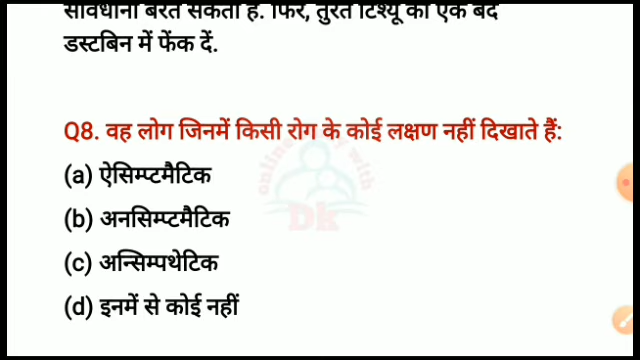 सावधानी बरत सकता है. फिर, तुरंत टिश्यू को एक बंद
डस्टबिन में फेंक दें.
Q8. वह लोग जिनमें किसी रोग के कोई लक्षण नहीं दिखाते हैं:
(a) ऐसिम्प्टमैटिक
(b) अनसिम्प्टमैटिक
(c) अन्सिम्पथेटिक
(d) इनमें से कोई नहीं
Dk